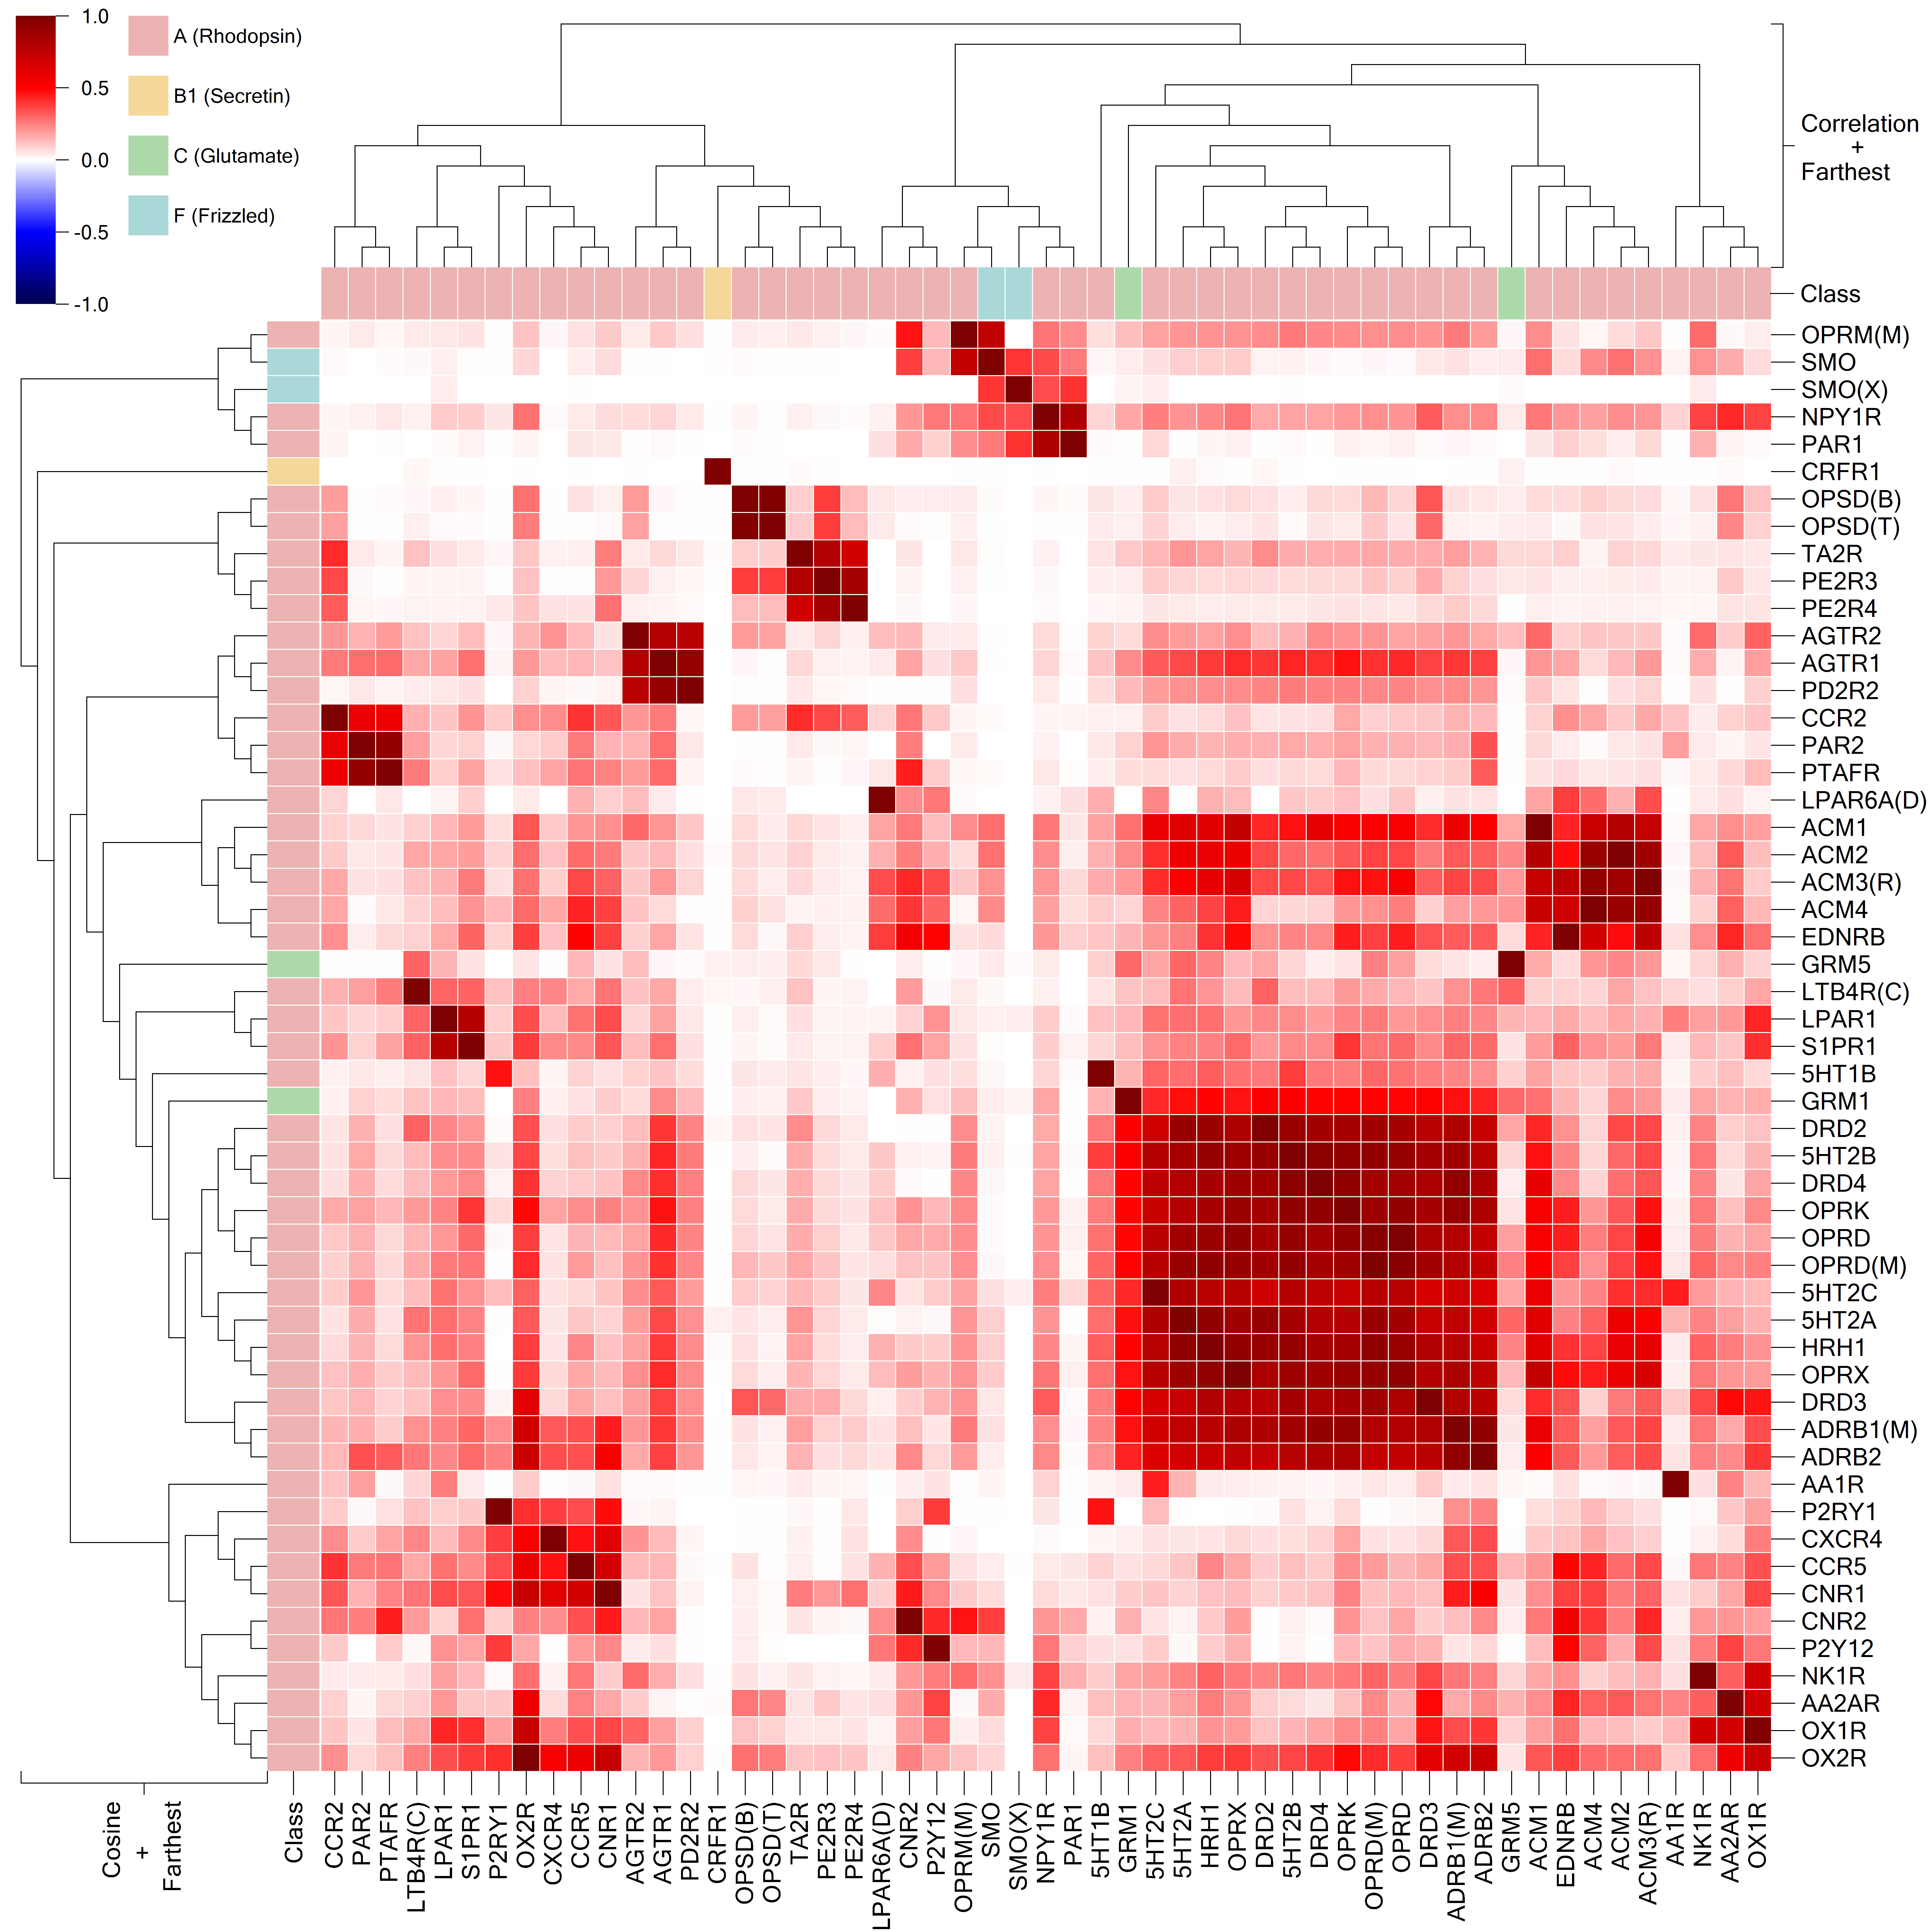 1.0
0.5
0.0
-0.5
-1.0
A (Rhodopsin)
B1 (Secretin)
C (Glutamate)
F (Frizzled)
Correlation
+
Farthest
Class
OPRM(M)
SMO
SMO(X)
NPY1R
PAR1
CRFR1
OPSD(B)
OPSD(T)
TA2R
PE2R3
PE2R4
AGTR2
AGTR1
PD2R2
CCR2
PAR2
PTAFR
LPAR6A(D)
ACM1
ACM2
ACM3(R)
ACM4
EDNRB
GRM5
LTB4R(C)
LPAR1
S1PR1
5HT1B
GRM1
DRD2
5HT2B
DRD4
OPRK
OPRD
OPRD(M)
5HT2C
5HT2A
HRH1
OPRX
DRD3
ADRB1(M)
ADRB2
AA1R
P2RY1
CXCR4
CCR5
CNR1
CNR2
P2Y12
NK1R
AA2AR
OX1R
OX2R
Cosine
+
Farthest
Class
CCR2
PAR2
PTAFR
LTB4R(C)
LPAR1
S1PR1
P2RY1
OX2R
CXCR4
CCR5
CNR1
AGTR2
AGTR1
PD2R2
CRFR1
OPSD(B)
OPSD(T)
TA2R
PE2R3
PE2R4
LPAR6A(D)
CNR2
P2Y12
OPRM(M)
SMO
SMO(X)
NPY1R
PAR1
5HT1B
GRM1
5HT2C
5HT2A
HRH1
OPRX
DRD2
5HT2B
DRD4
OPRK
OPRD(M)
OPRD
DRD3
ADRB1(M)
ADRB2
GRM5
ACM1
EDNRB
ACM4
ACM2
ACM3(R)
AA1R
NK1R
AA2AR
OX1R